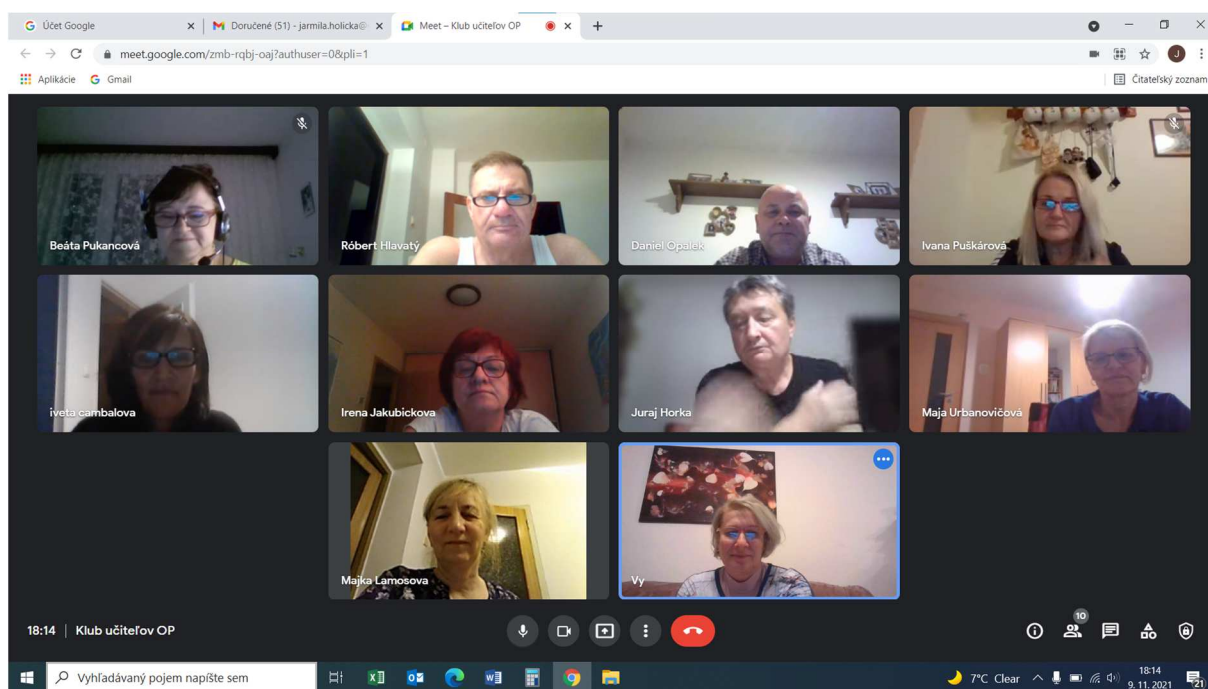 Účet Google
Doručené (51) - jarmila.holicka@
Meet – Klub učiteľov OP
meet.google.com/zmb-rqbj-oaj?authuser=0&pli=1
J
Aplikácie
Gmail
Čitateľský zoznam
Beáta Pukancová
Róbert Hlavatý
Daniel Opálek
Ivana Puškárová
iveta cambalova
Irena Jakubickova
Juraj Horka
Maja Urbanovičová
Majka Lamosova
Vy
18:14 | Klub učiteľov OP
10
Vyhľadávaný pojem napíšte sem
7°C Clear
18:14
9. 11. 2021
21